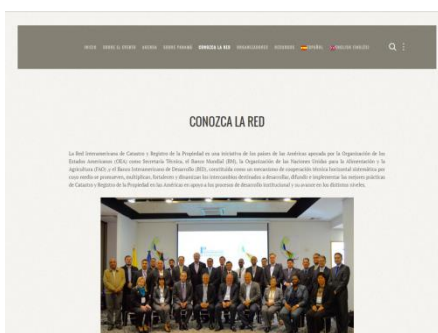 INICIO SOBRE EL EVENTO AGENDA SOBRE PANAMÁ CONOZCA LA RED ORGANIZADORES RECURSOS ESPAÑOL ENGLISH (INGLÉS)
CONOZCA LA RED
La Red Interamericana de Catastro y Registro de la Propiedad es una iniciativa de los países de las Américas apoyada por la Organización de los
Estados Americanos (OEA) como Secretaría Técnica, el Banco Mundial (BM), la Organización de las Naciones Unidas para la Alimentación y la
Agricultura (FAO), y el Banco Interamericano de Desarrollo (BID), constituida como un mecanismo de cooperación técnica horizontal sistemático por
cuyo medio se promueven, multiplican, fortalecen y dinamizan los intercambios destinados a desarrollar, difundir e implementar las mejores prácticas
de Catastro y Registro de la Propiedad en las Américas en apoyo a los procesos de desarrollo institucional y su avance en los distintos niveles.